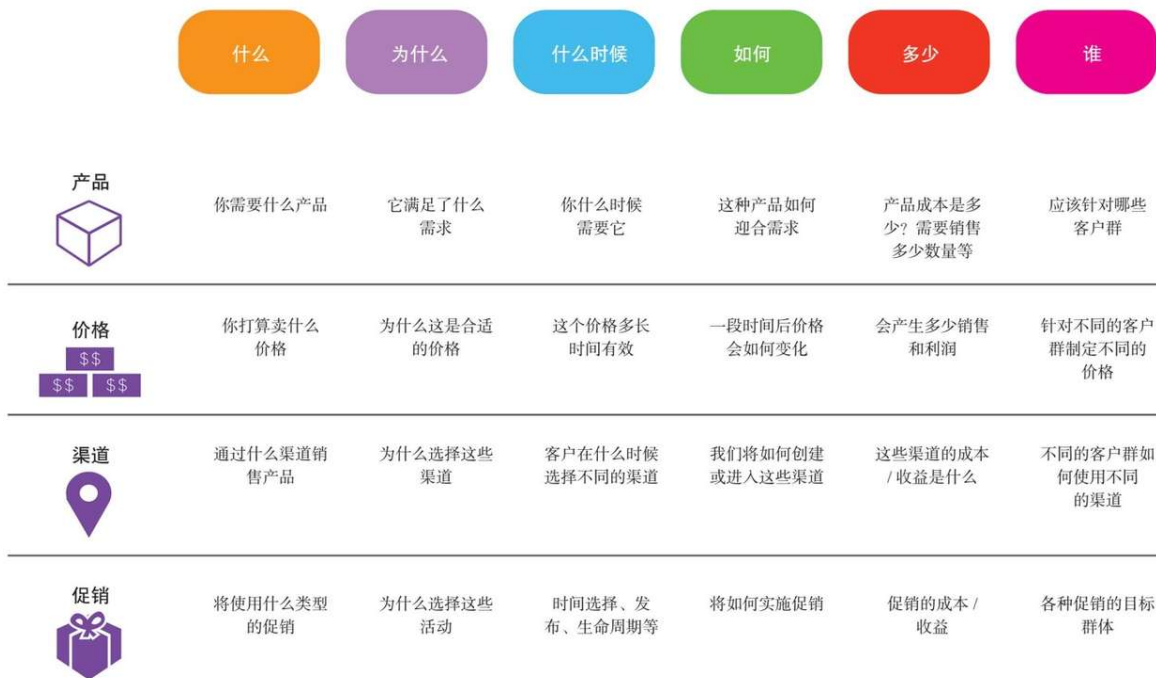 什么 为什么 什么时候 如何 多少 谁
产品
你需要什么产品
它满足了什么
需求
你什么时候
需要它
这种产品如何
迎合需求
产品成本是多
少？需要销售
多少数量等
应该针对哪些
客户群
价格
$$
$$ $$
你打算卖什么
价格
为什么这是合适
的价格
这个价格多长
时间有效
一段时间后价格
会如何变化
会产生多少销售
和利润
针对不同的客户
群制定不同的
价格
渠道
通过什么渠道销
售产品
为什么选择这些
渠道
客户在什么时候
选择不同的渠道
我们将如何创建
或进入这些渠道
这些渠道的成本
/ 收益是什么
不同的客户群如
何使用不同
的渠道
促销
将使用什么类型
的促销
为什么选择这些
活动
时间选择、发
布、生命周期等
将如何实施促销
促销的成本 /
收益
各种促销的目标
群体